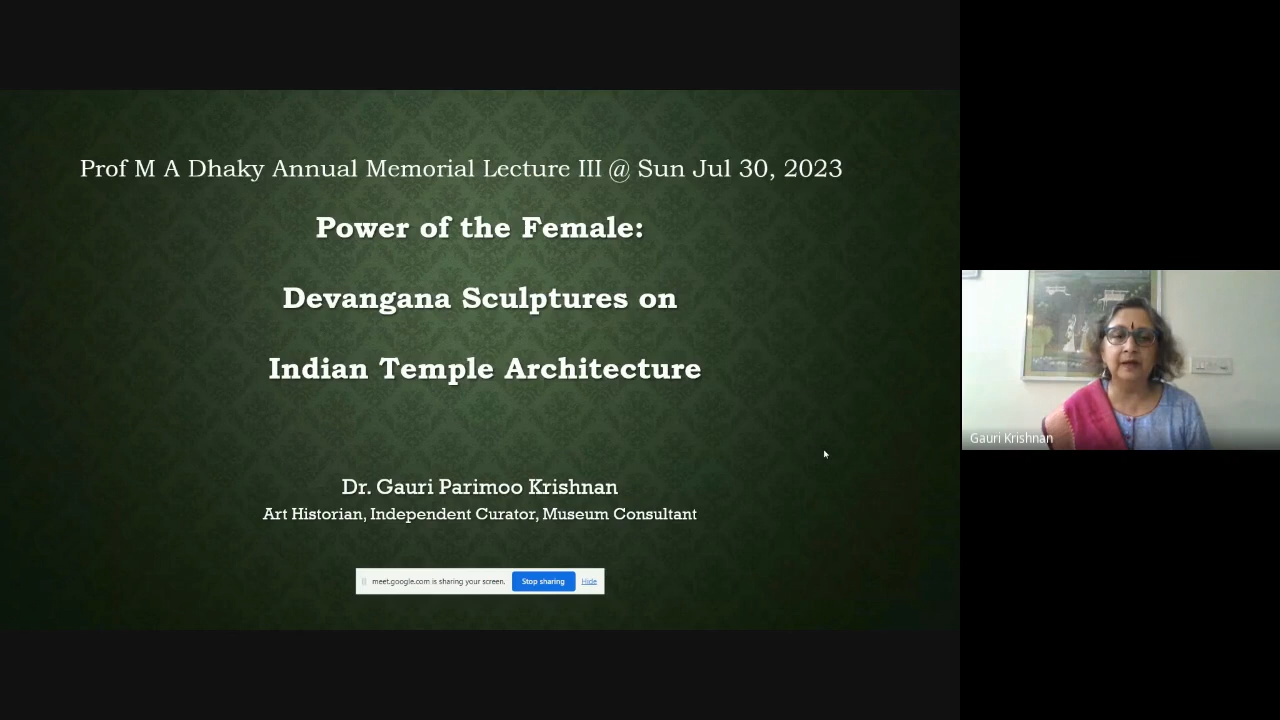 Prof M A Dhaky Annual Memorial Lecture III @ Sun Jul 30, 2023
Power of the Female:
Devangana Sculptures on
Indian Temple Architecture
Dr. Gauri Parimoo Krishnan
Art Historian, Independent Curator, Museum Consultant
meet.google.com is sharing your screen. Stop sharing Hide
Gauri Krishnan